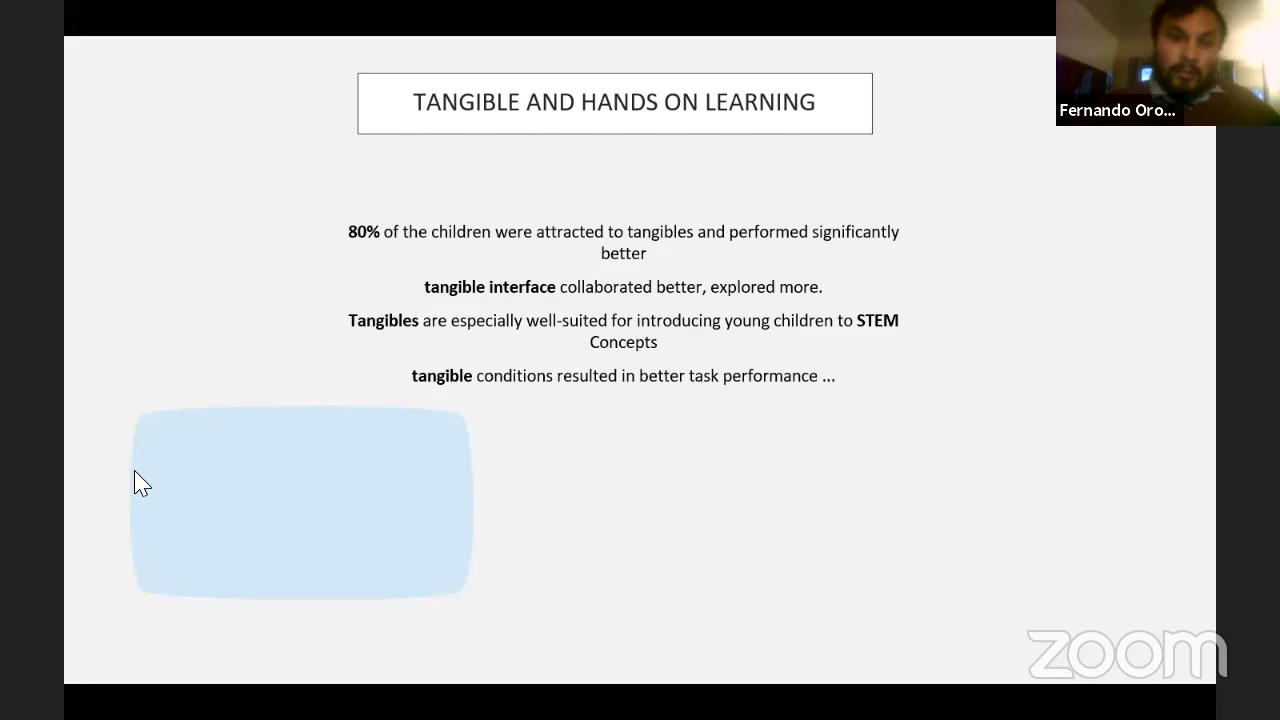 TANGIBLE AND HANDS ON LEARNING
Fernando Oro...
80% of the children were attracted to tangibles and performed significantly
better
tangible interface collaborated better, explored more.
Tangibles are especially well-suited for introducing young children to STEM
Concepts
tangible conditions resulted in better task performance ...
zoom